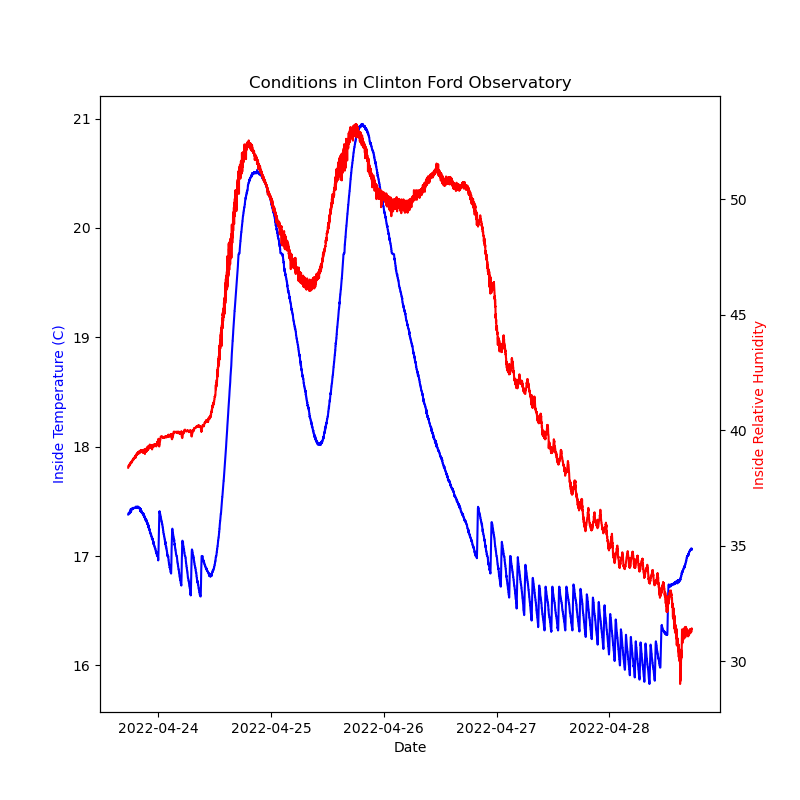 Conditions in Clinton Ford Observatory
21
20
19
18
17
16
Inside Temperature (C)
50
45
40
35
30
Inside Relative Humidity
2022-04-24 2022-04-25 2022-04-26 2022-04-27 2022-04-28
Date